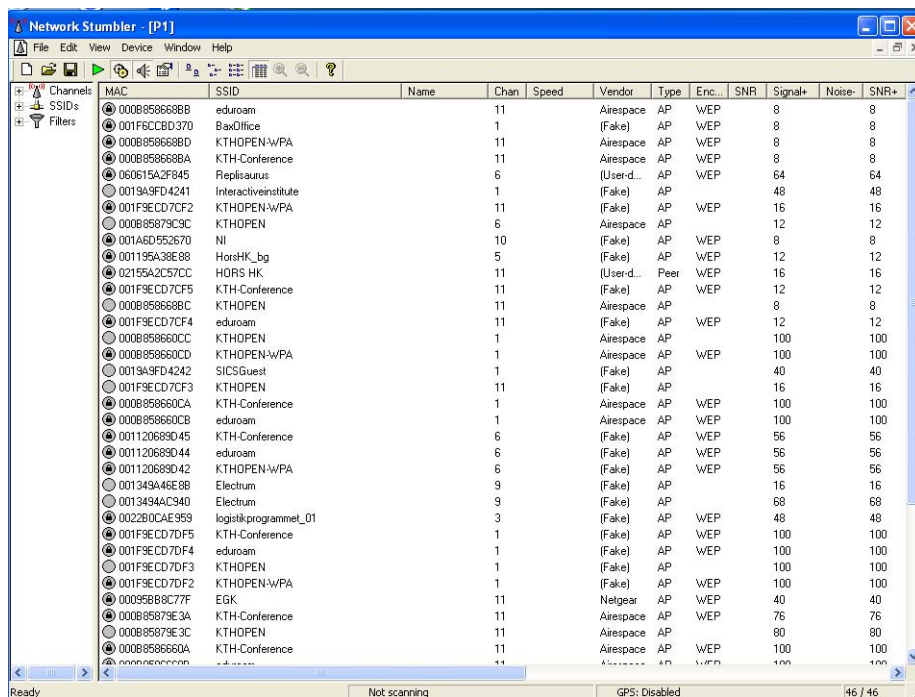 Network Stumbler - [P1]
File Edit View Device Window Help
Channels
SSIDs
Filters
MAC SSID Name Chan Speed Vendor Type Enc... SNR Signal+ Noise- SNR+
000B858668BB eduroam 11 Airespace AP WEP 8 8
001F6CCBD370 BaxOffice 1 (Fake) AP WEP 8 8
000B858668BD KTHOPEN-WPA 11 Airespace AP WEP 8 8
000B858668BA KTH-Conference 11 Airespace AP WEP 8 8
060615A2F845 Replisaurus 6 (User-d... AP WEP 64 64
0019A9FD4241 Interactiveinstitute 1 (Fake) AP 48 48
001F9ECD7CF2 KTHOPEN-WPA 11 (Fake) AP WEP 16 16
000B85879C9C KTHOPEN 6 Airespace AP 12 12
001A6D552670 NI 10 (Fake) AP WEP 8 8
001195A38E88 HorsHK_bg 5 (Fake) AP WEP 12 12
02155A2C57CC HORS HK 11 (User-d... Peer WEP 16 16
001F9ECD7CF5 KTH-Conference 11 (Fake) AP WEP 12 12
000B858668BC KTHOPEN 11 Airespace AP 8 8
001F9ECD7CF4 eduroam 11 (Fake) AP WEP 12 12
000B858660CC KTHOPEN 1 Airespace AP 100 100
000B858660CD KTHOPEN-WPA 1 Airespace AP WEP 100 100
0019A9FD4242 SICSGuest 1 (Fake) AP 40 40
001F9ECD7CF3 KTHOPEN 11 (Fake) AP 16 16
000B858660CA KTH-Conference 1 Airespace AP WEP 100 100
000B858660CB eduroam 1 Airespace AP WEP 100 100
001120689D45 KTH-Conference 6 (Fake) AP WEP 56 56
001120689D44 eduroam 6 (Fake) AP WEP 56 56
001120689D42 KTHOPEN-WPA 6 (Fake) AP WEP 56 56
001349A46E8B Electrum 9 (Fake) AP 16 16
0013494AC940 Electrum 9 (Fake) AP 68 68
0022B0CAE959 logistikprogrammet_01 3 (Fake) AP WEP 48 48
001F9ECD7DF5 KTH-Conference 1 (Fake) AP WEP 100 100
001F9ECD7DF4 eduroam 1 (Fake) AP WEP 100 100
001F9ECD7DF3 KTHOPEN 1 (Fake) AP 100 100
001F9ECD7DF2 KTHOPEN-WPA 1 (Fake) AP WEP 100 100
00095BB8C77F EGK 11 Netgear AP WEP 40 40
000B85879E3A KTH-Conference 11 Airespace AP WEP 76 76
000B85879E3C KTHOPEN 11 Airespace AP 80 80
000B8586660A KTH-Conference 11 Airespace AP WEP 100 100
eduroam 11 Airespace AP WEP 100 100
Ready Not scanning GPS: Disabled 46 / 46